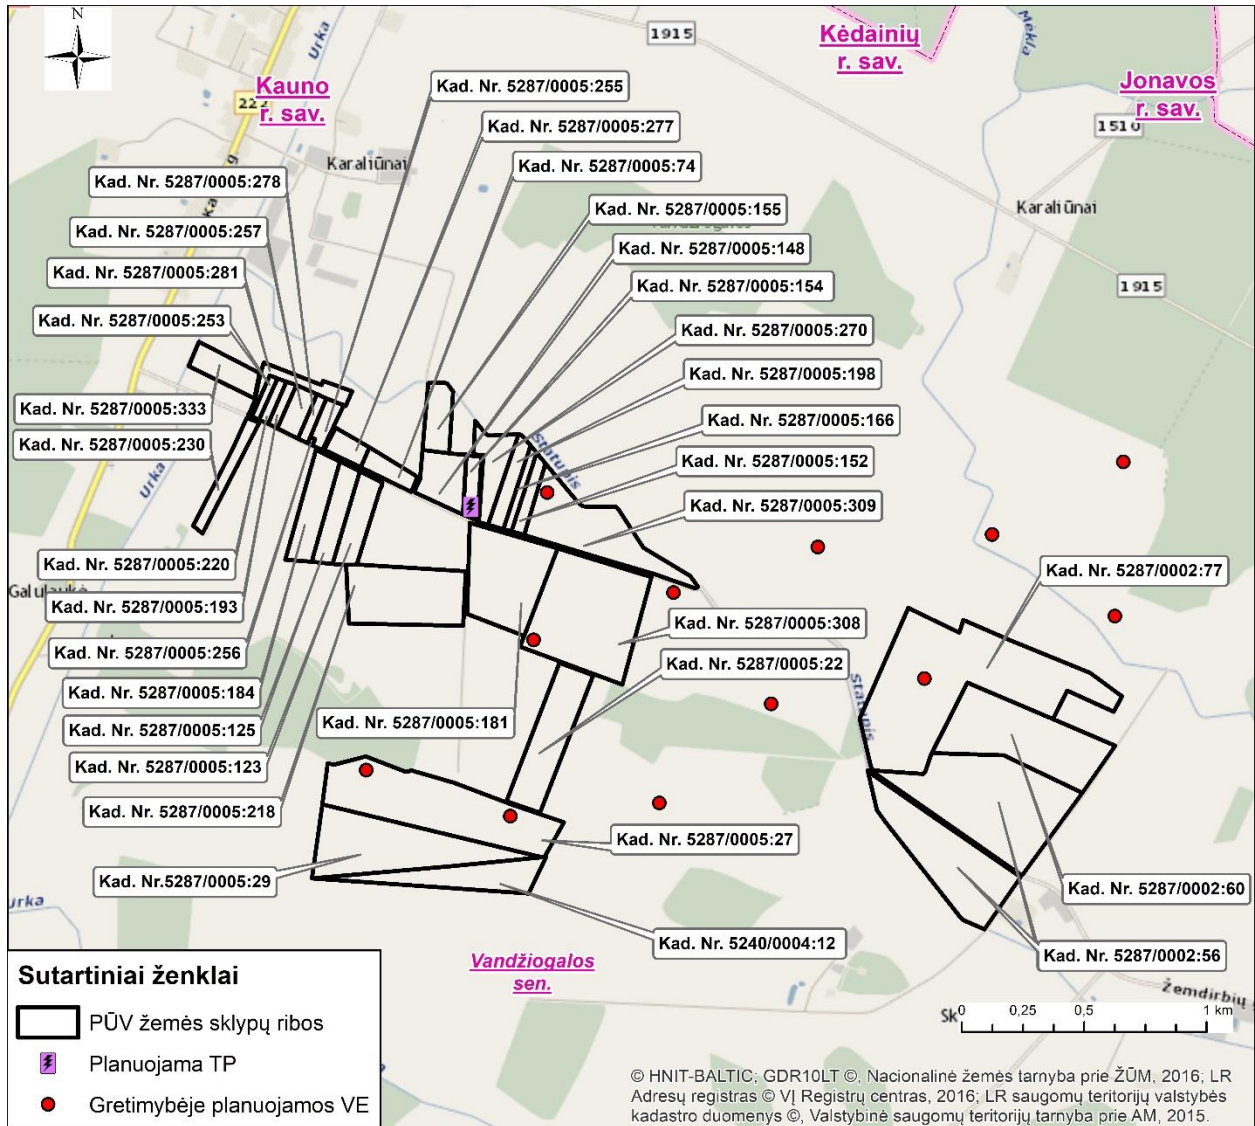 N
Urka
1915
Kėdainių
r. sav.
Mekla
Jonavos
r. sav.
Kauno
r. sav.
222
Kad. Nr. 5287/0005:255
Kad. Nr. 5287/0005:277
1510
Karaliūnai
Kad. Nr. 5287/0005:74
Kad. Nr. 5287/0005:278
Karaliūnai
Kad. Nr. 5287/0005:155
Kad. Nr. 5287/0005:257
Kad. Nr. 5287/0005:148
Kad. Nr. 5287/0005:281
Kad. Nr. 5287/0005:154
1915
Kad. Nr. 5287/0005:253
Kad. Nr. 5287/0005:270
Kad. Nr. 5287/0005:198
Kad. Nr. 5287/0005:333
Kad. Nr. 5287/0005:166
Kad. Nr. 5287/0005:230
Statupis
Kad. Nr. 5287/0005:152
Urka
Kad. Nr. 5287/0005:309
Kad. Nr. 5287/0005:220
Kad. Nr. 5287/0002:77
Galulaukė
Kad. Nr. 5287/0005:193
Kad. Nr. 5287/0005:308
Kad. Nr. 5287/0005:256
Kad. Nr. 5287/0005:22
Kad. Nr. 5287/0005:184
Statupis
Kad. Nr. 5287/0005:181
Kad. Nr. 5287/0005:125
Kad. Nr. 5287/0005:123
Kad. Nr. 5287/0005:218
Kad. Nr. 5287/0005:27
Kad. Nr.5287/0005:29
Kad. Nr. 5287/0002:60
urka
Kad. Nr. 5240/0004:12
Kad. Nr. 5287/0002:56
Vandžiogalos
sen.
Sutartiniai ženklai
PŪV žemės sklypų ribos
Planuojama TP
Gretimybėje planuojamos VE
Žemdirbių
Sk
0 0,25 0,5 1 km
© HNIT-BALTIC; GDR10LT ©, Nacionalinė žemės tarnyba prie ŽŪM, 2016; LR
Adresų registras © VĮ Registrų centras, 2016; LR saugomų teritorijų valstybės
kadastro duomenys ©, Valstybinė saugomų teritorijų tarnyba prie AM, 2015.